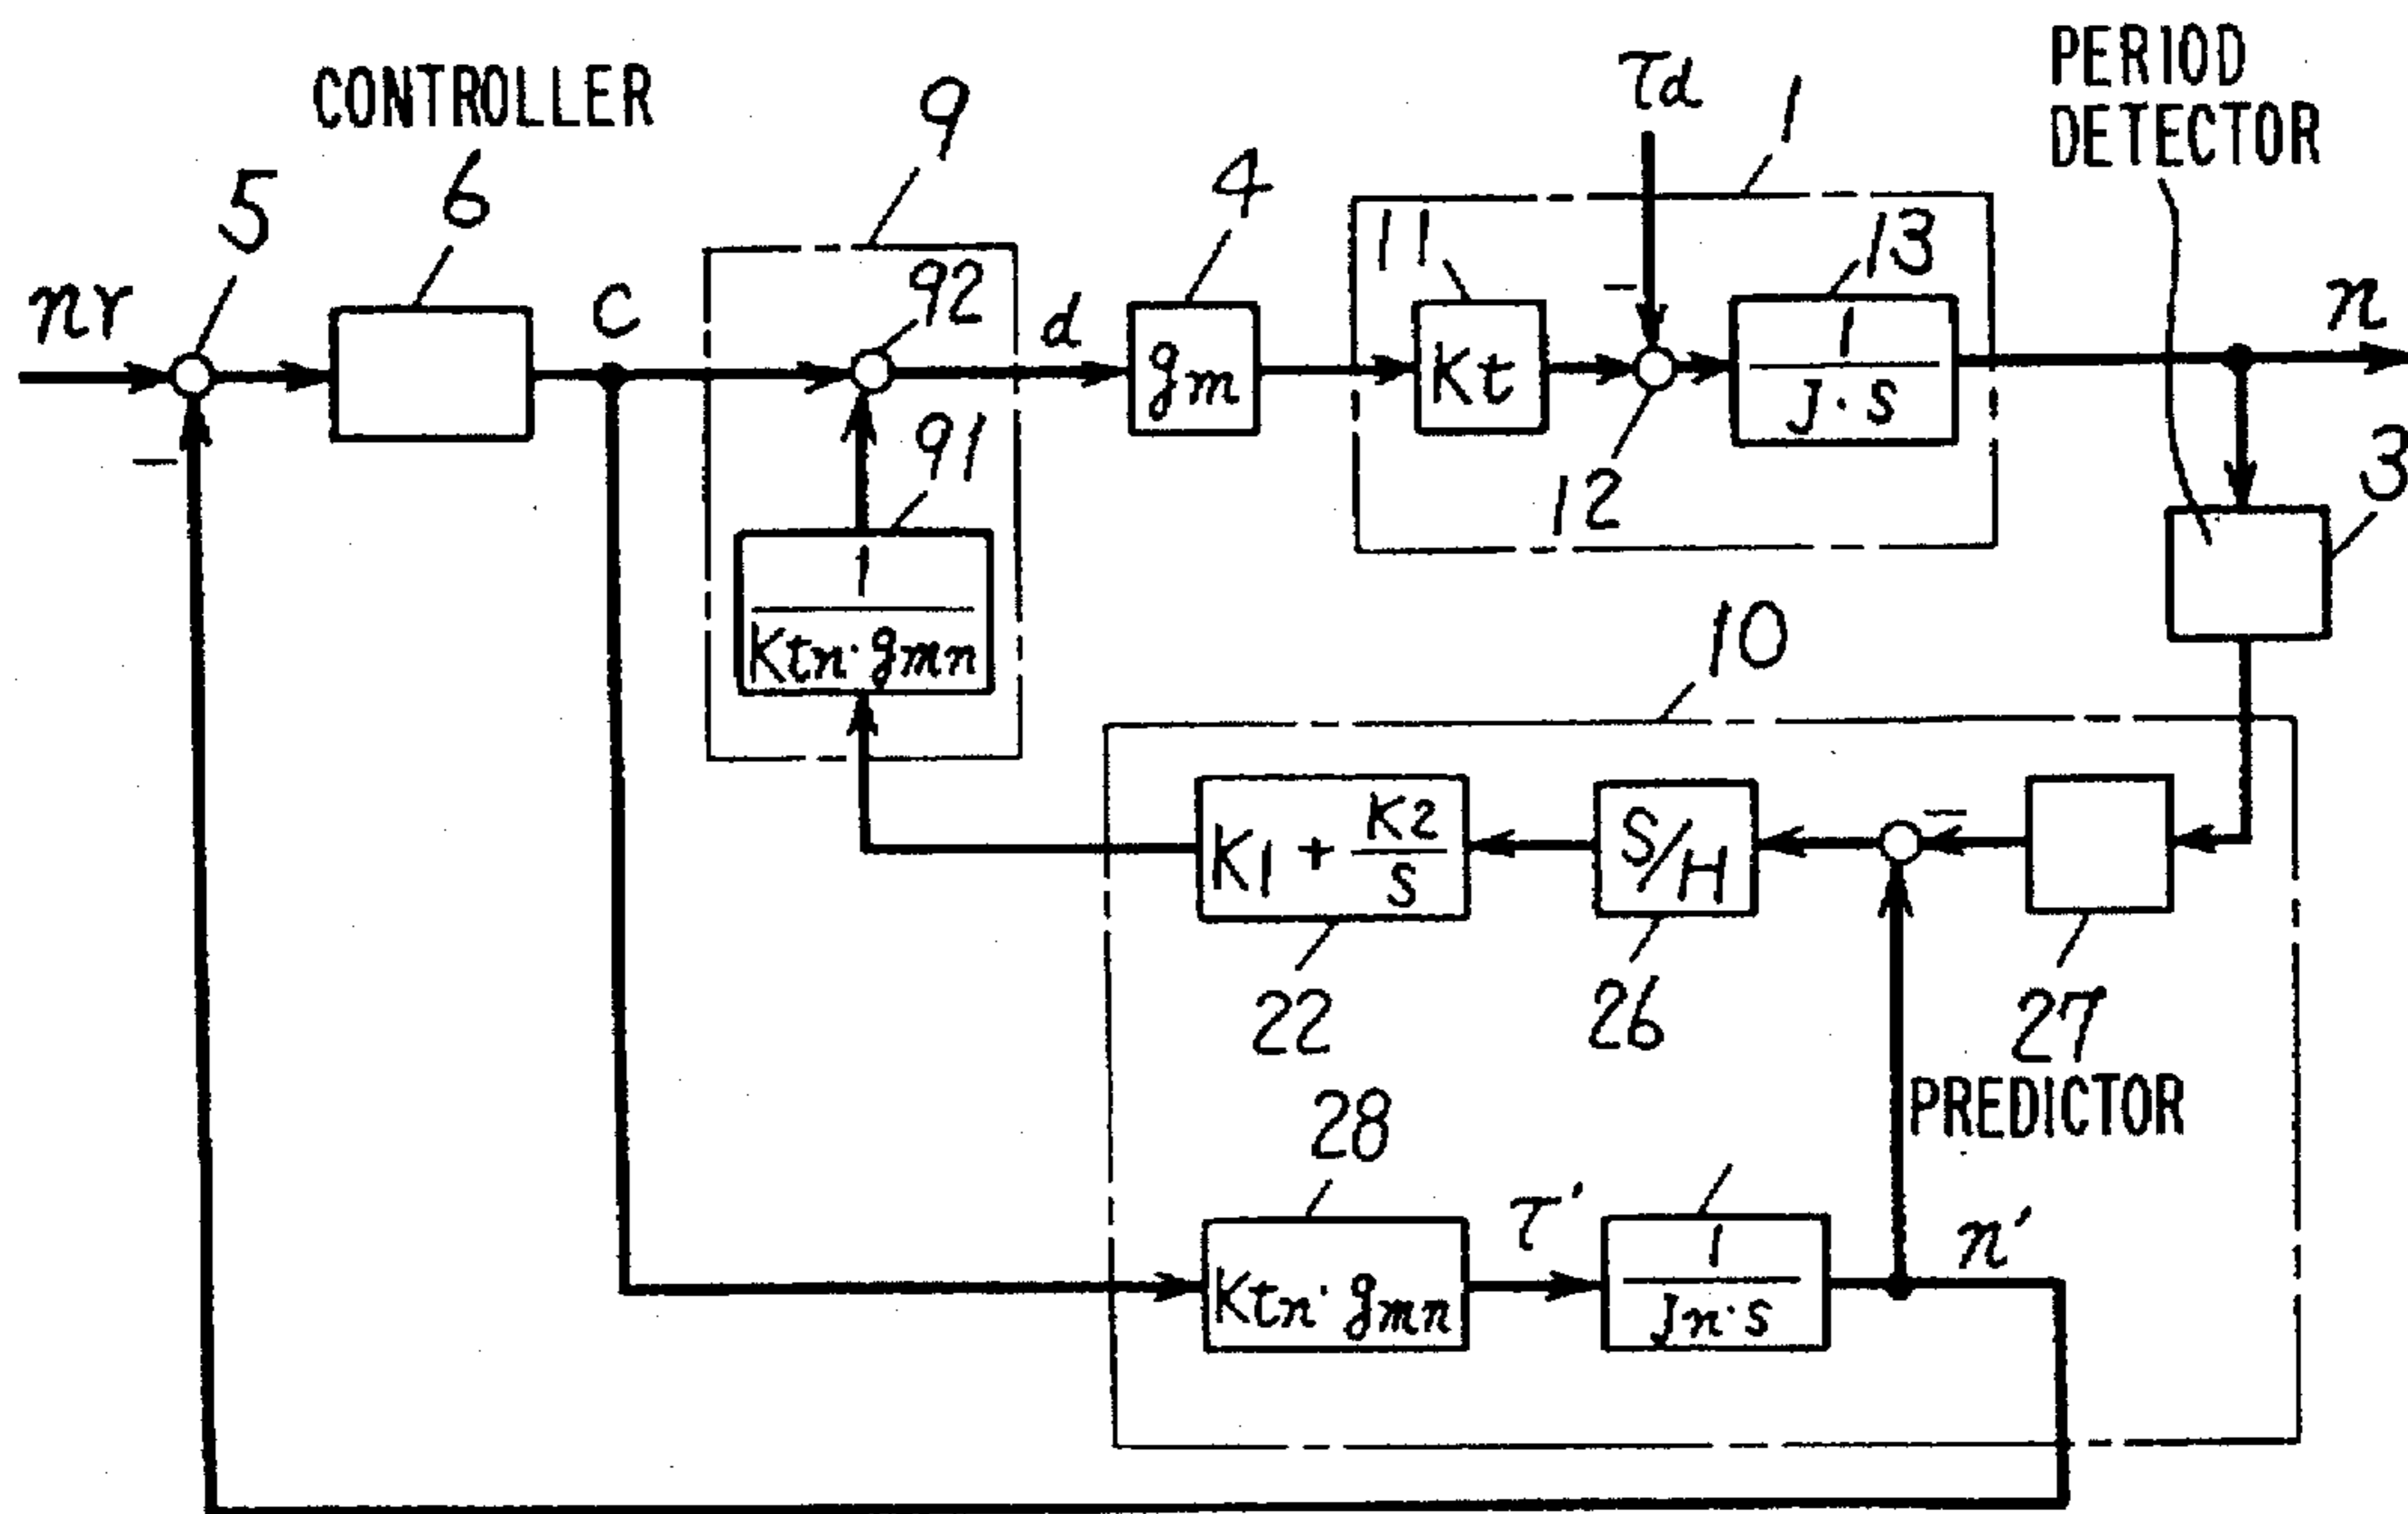 PERIOD
DETECTOR
CONTROLLER
9
τd
1
5
6
4
11
13
nr
C
92
d
n
gm
Kt
1
J·S
−
−
91
12
3
1
Ktn·gmn
10
K1 + K2
S
S/H
−
22
26
27
PREDICTOR
28
τ'
n'
Ktn·gmn
1
Jn·S